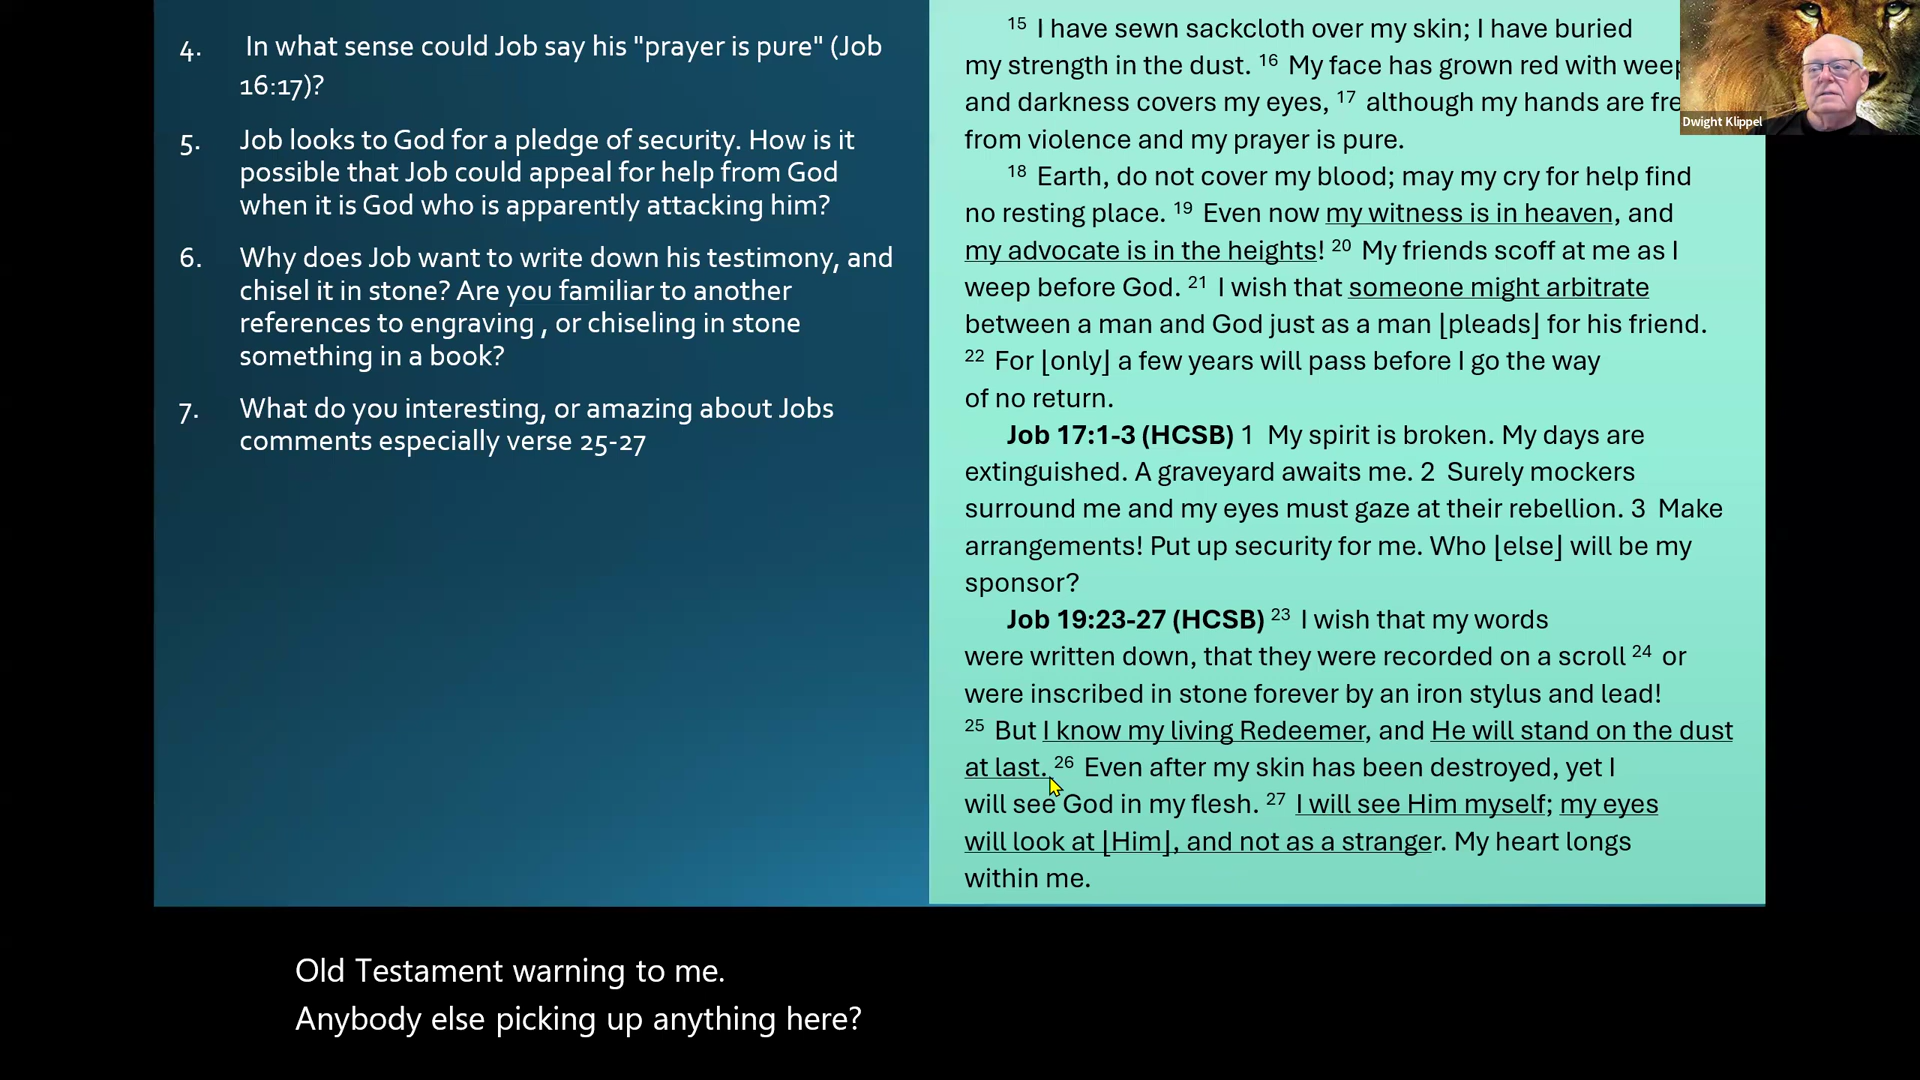 4. In what sense could Job say his "prayer is pure" (Job
16:17)?
5. Job looks to God for a pledge of security. How is it
possible that Job could appeal for help from God
when it is God who is apparently attacking him?
6. Why does Job want to write down his testimony, and
chisel it in stone? Are you familiar to another
references to engraving , or chiseling in stone
something in a book?
7. What do you interesting, or amazing about Jobs
comments especially verse 25-27
15 I have sewn sackcloth over my skin; I have buried
my strength in the dust. 16 My face has grown red with
and darkness covers my eyes, 17 although my hands are
from violence and my prayer is pure.
18 Earth, do not cover my blood; may my cry for help find
no resting place. 19 Even now my witness is in heaven, and
my advocate is in the heights! 20 My friends scoff at me as I
weep before God. 21 I wish that someone might arbitrate
between a man and God just as a man ⌊pleads⌋ for his friend.
22 For ⌊only⌋ a few years will pass before I go the way
of no return.
Job 17:1-3 (HCSB) 1 My spirit is broken. My days are
extinguished. A graveyard awaits me. 2 Surely mockers
surround me and my eyes must gaze at their rebellion. 3 Make
arrangements! Put up security for me. Who ⌊else⌋ will be my
sponsor?
Job 19:23-27 (HCSB) 23 I wish that my words
were written down, that they were recorded on a scroll 24 or
were inscribed in stone forever by an iron stylus and lead!
25 But I know my living Redeemer, and He will stand on the dust
at last. 26 Even after my skin has been destroyed, yet I
will see God in my flesh. 27 I will see Him myself; my eyes
will look at ⌊Him⌋, and not as a stranger. My heart longs
within me.
Dwight Klippel
Old Testament warning to me.
Anybody else picking up anything here?